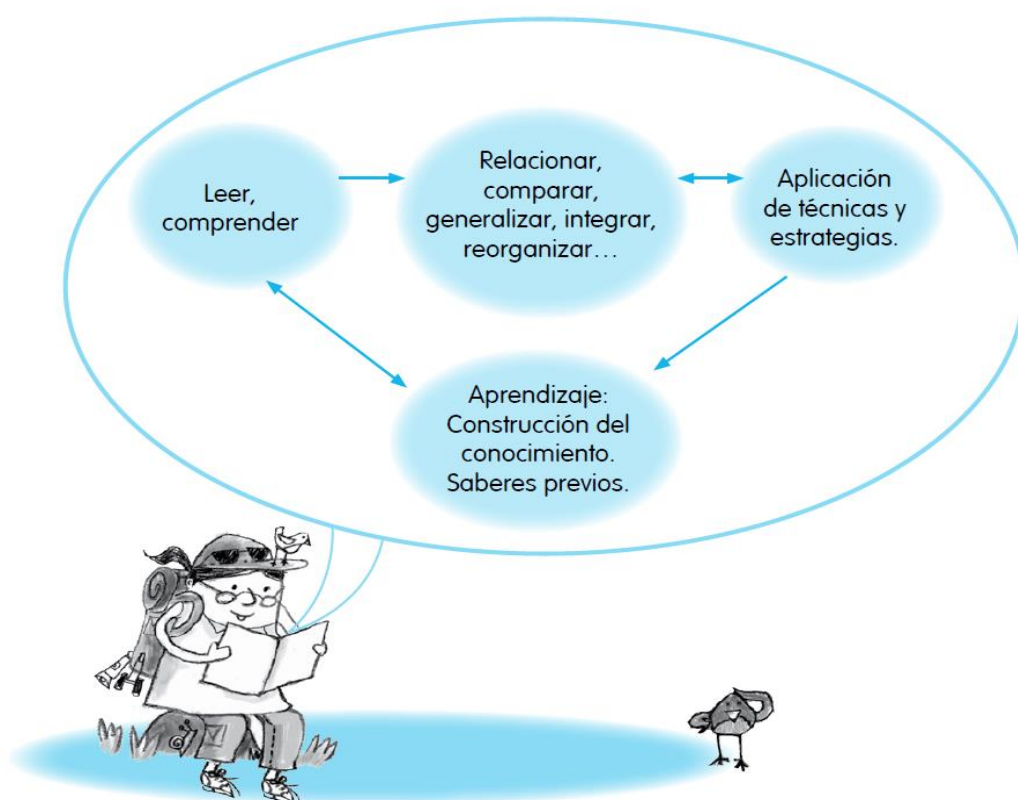 Leer,
comprender
Relacionar,
comparar,
generalizar, integrar,
reorganizar…
Aplicación
de técnicas y
estrategias.
Aprendizaje:
Construcción del
conocimiento.
Saberes previos.